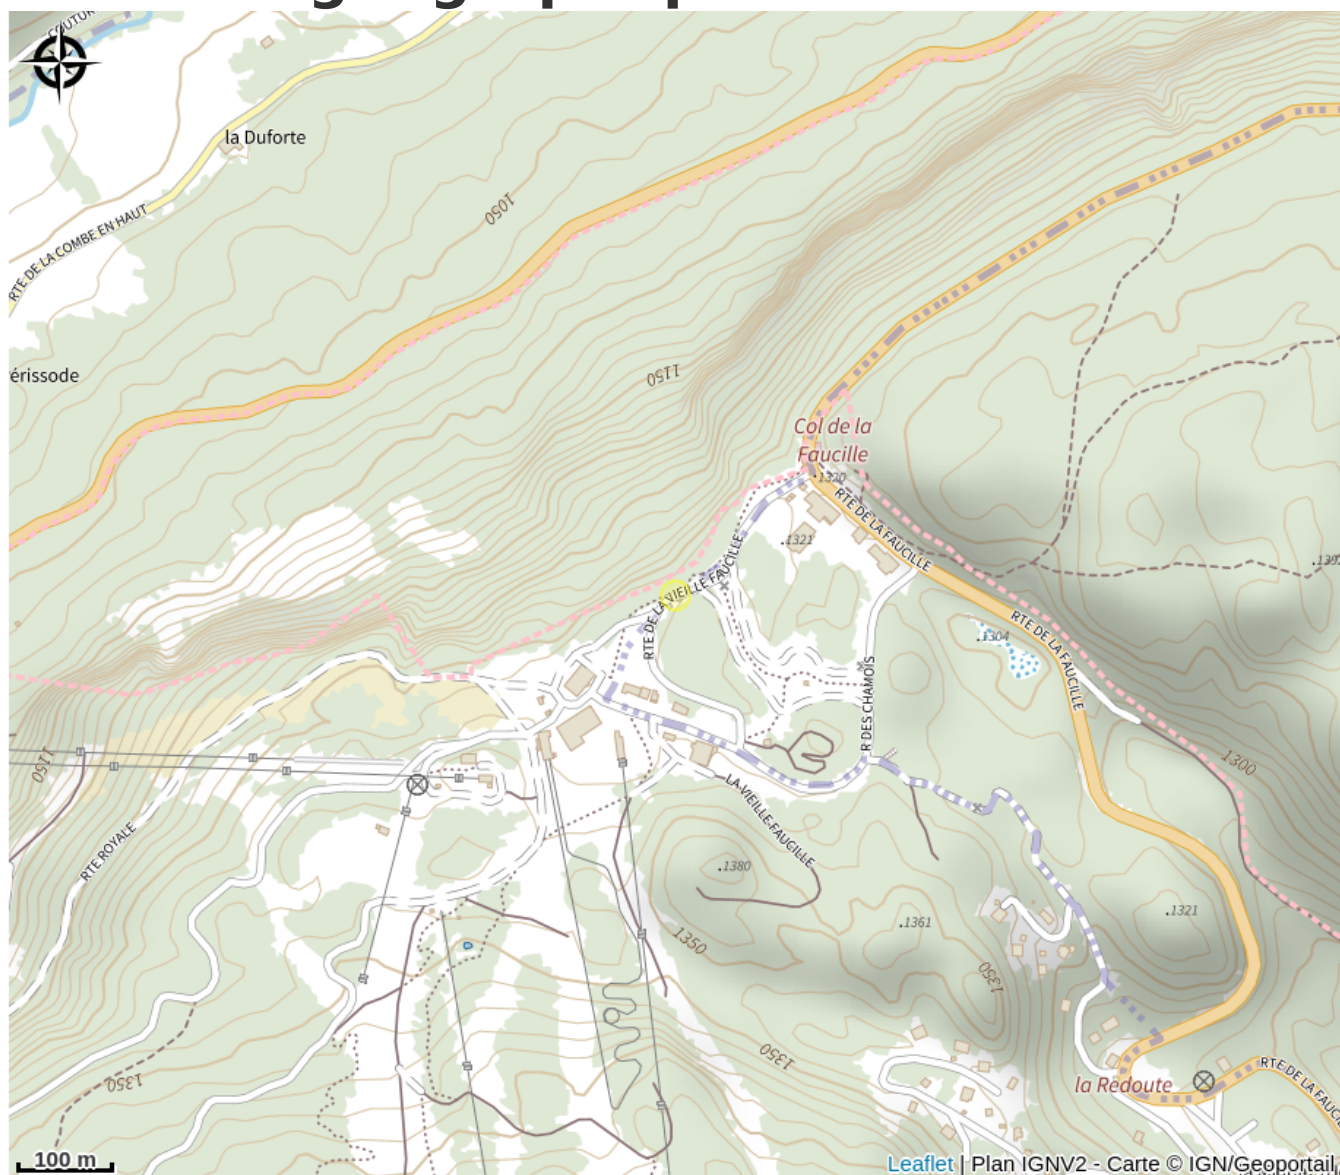 COUTUR
la Duforte
1050
RTE DE LA COMBE EN HAUT
érissode
1150
Col de la
Faucille
1320
RTE DE LA FAUCILLE
1321
RTE DE LA VIEILLE FAUCILLE
1304
RTE DE LA FAUCILLE
R DES CHAMOIS
1150
1300
LA VIEILLE-FAUCILLE
RTE ROYALE
1380
1321
1361
1350
1350
1350
1350
la Redoute
RTE DE LA FAUCIL
100 m
Leaflet | Plan IGNV2 - Carte © IGN/Geoportail